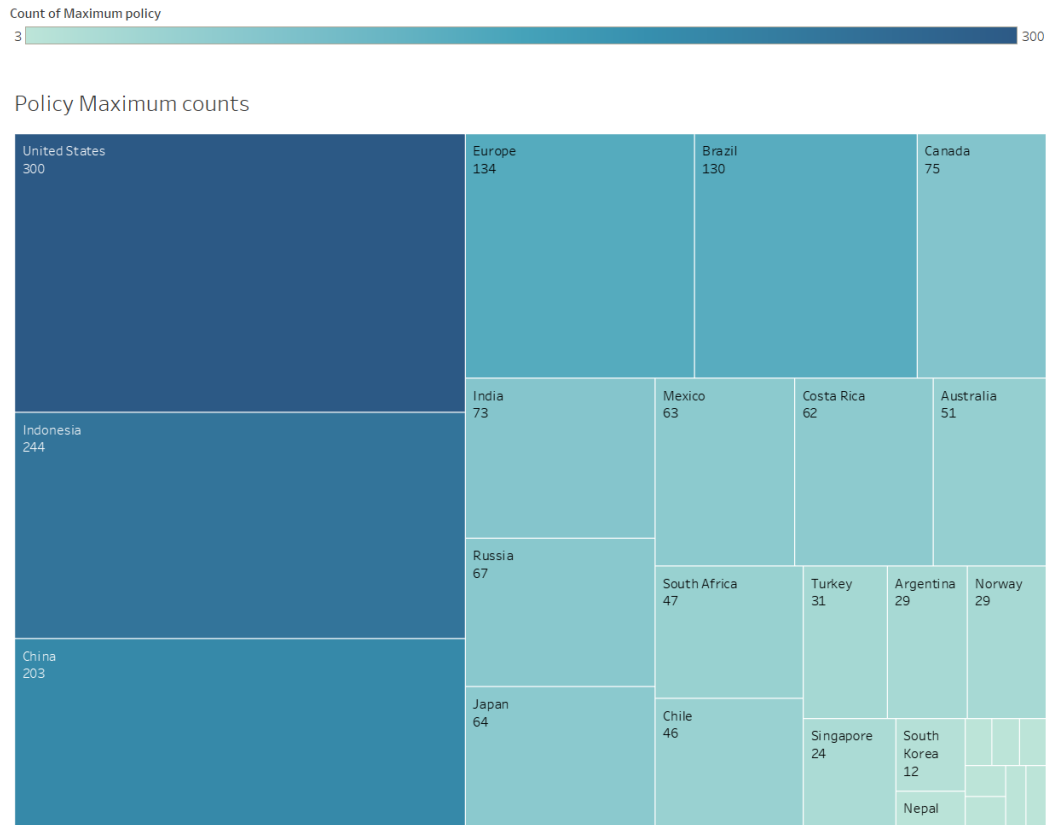 Count of Maximum policy
3
300
Policy Maximum counts
United States
300
Europe
134
Brazil
130
Canada
75
India
73
Mexico
63
Costa Rica
62
Australia
51
Indonesia
244
Russia
67
South Africa
47
Turkey
31
Argentina
29
Norway
29
China
203
Japan
64
Chile
46
Singapore
24
South
Korea
12
Nepal